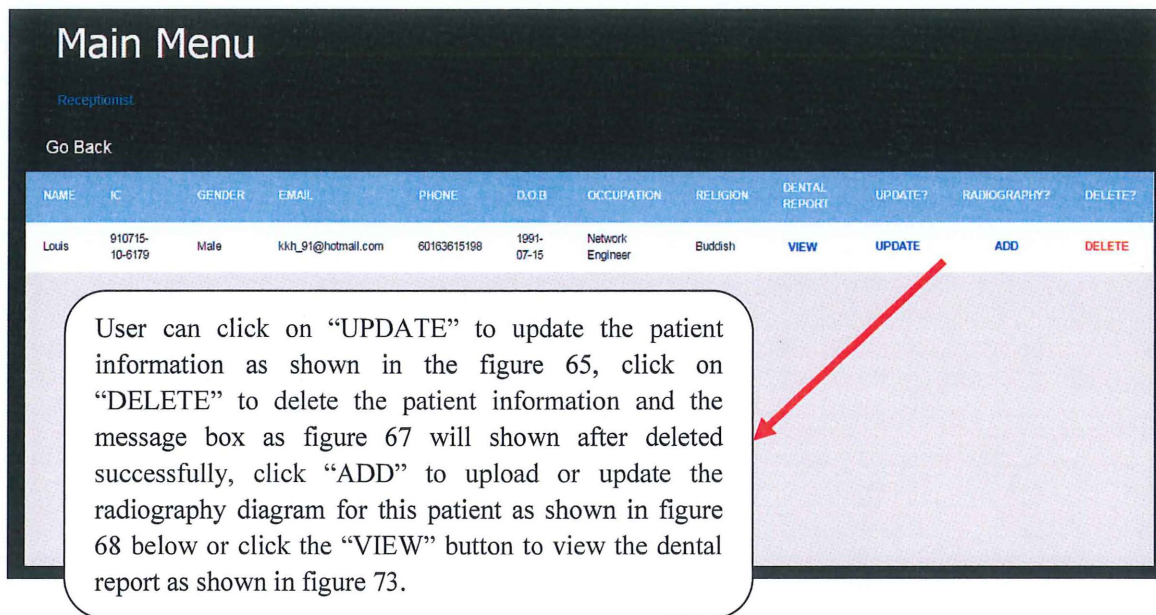 Main Menu
Receptionist
Go Back
NAME IC GENDER EMAIL PHONE D.O.B OCCUPATION RELIGION DENTAL REPORT UPDATE? RADIOGRAPHY? DELETE?
Louis 910715-10-6179 Male kkh_91@hotmail.com 60163615198 1991-07-15 Network Engineer Buddish VIEW UPDATE ADD DELETE
User can click on “UPDATE” to update the patient
information as shown in the figure 65, click on
“DELETE” to delete the patient information and the
message box as figure 67 will shown after deleted
successfully, click “ADD” to upload or update the
radiography diagram for this patient as shown in figure
68 below or click the “VIEW” button to view the dental
report as shown in figure 73.